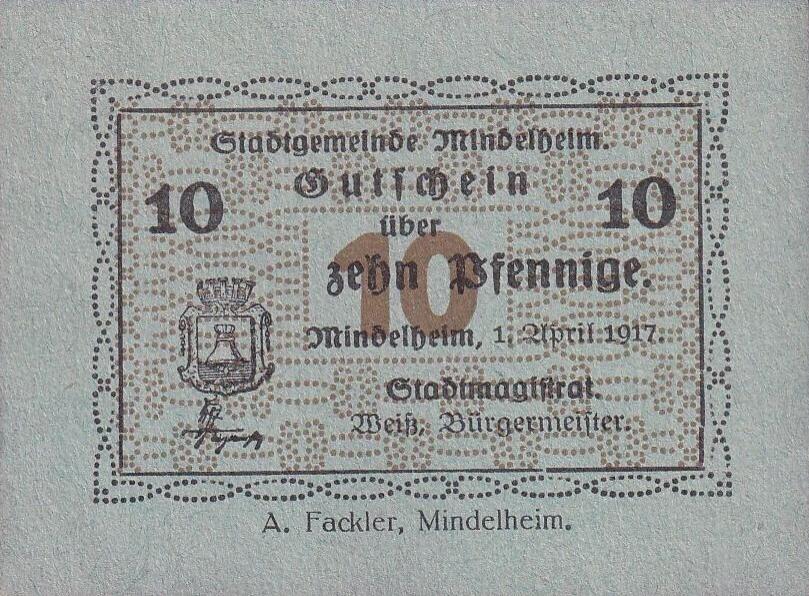 Stadtgemeinde Mindelheim.
Gutschein
10
10
über
10
zehn Pfennige.
Mindelheim, 1. April 1917.
Stadtmagistrat.
Weiß, Bürgermeister.
A. Fackler, Mindelheim.